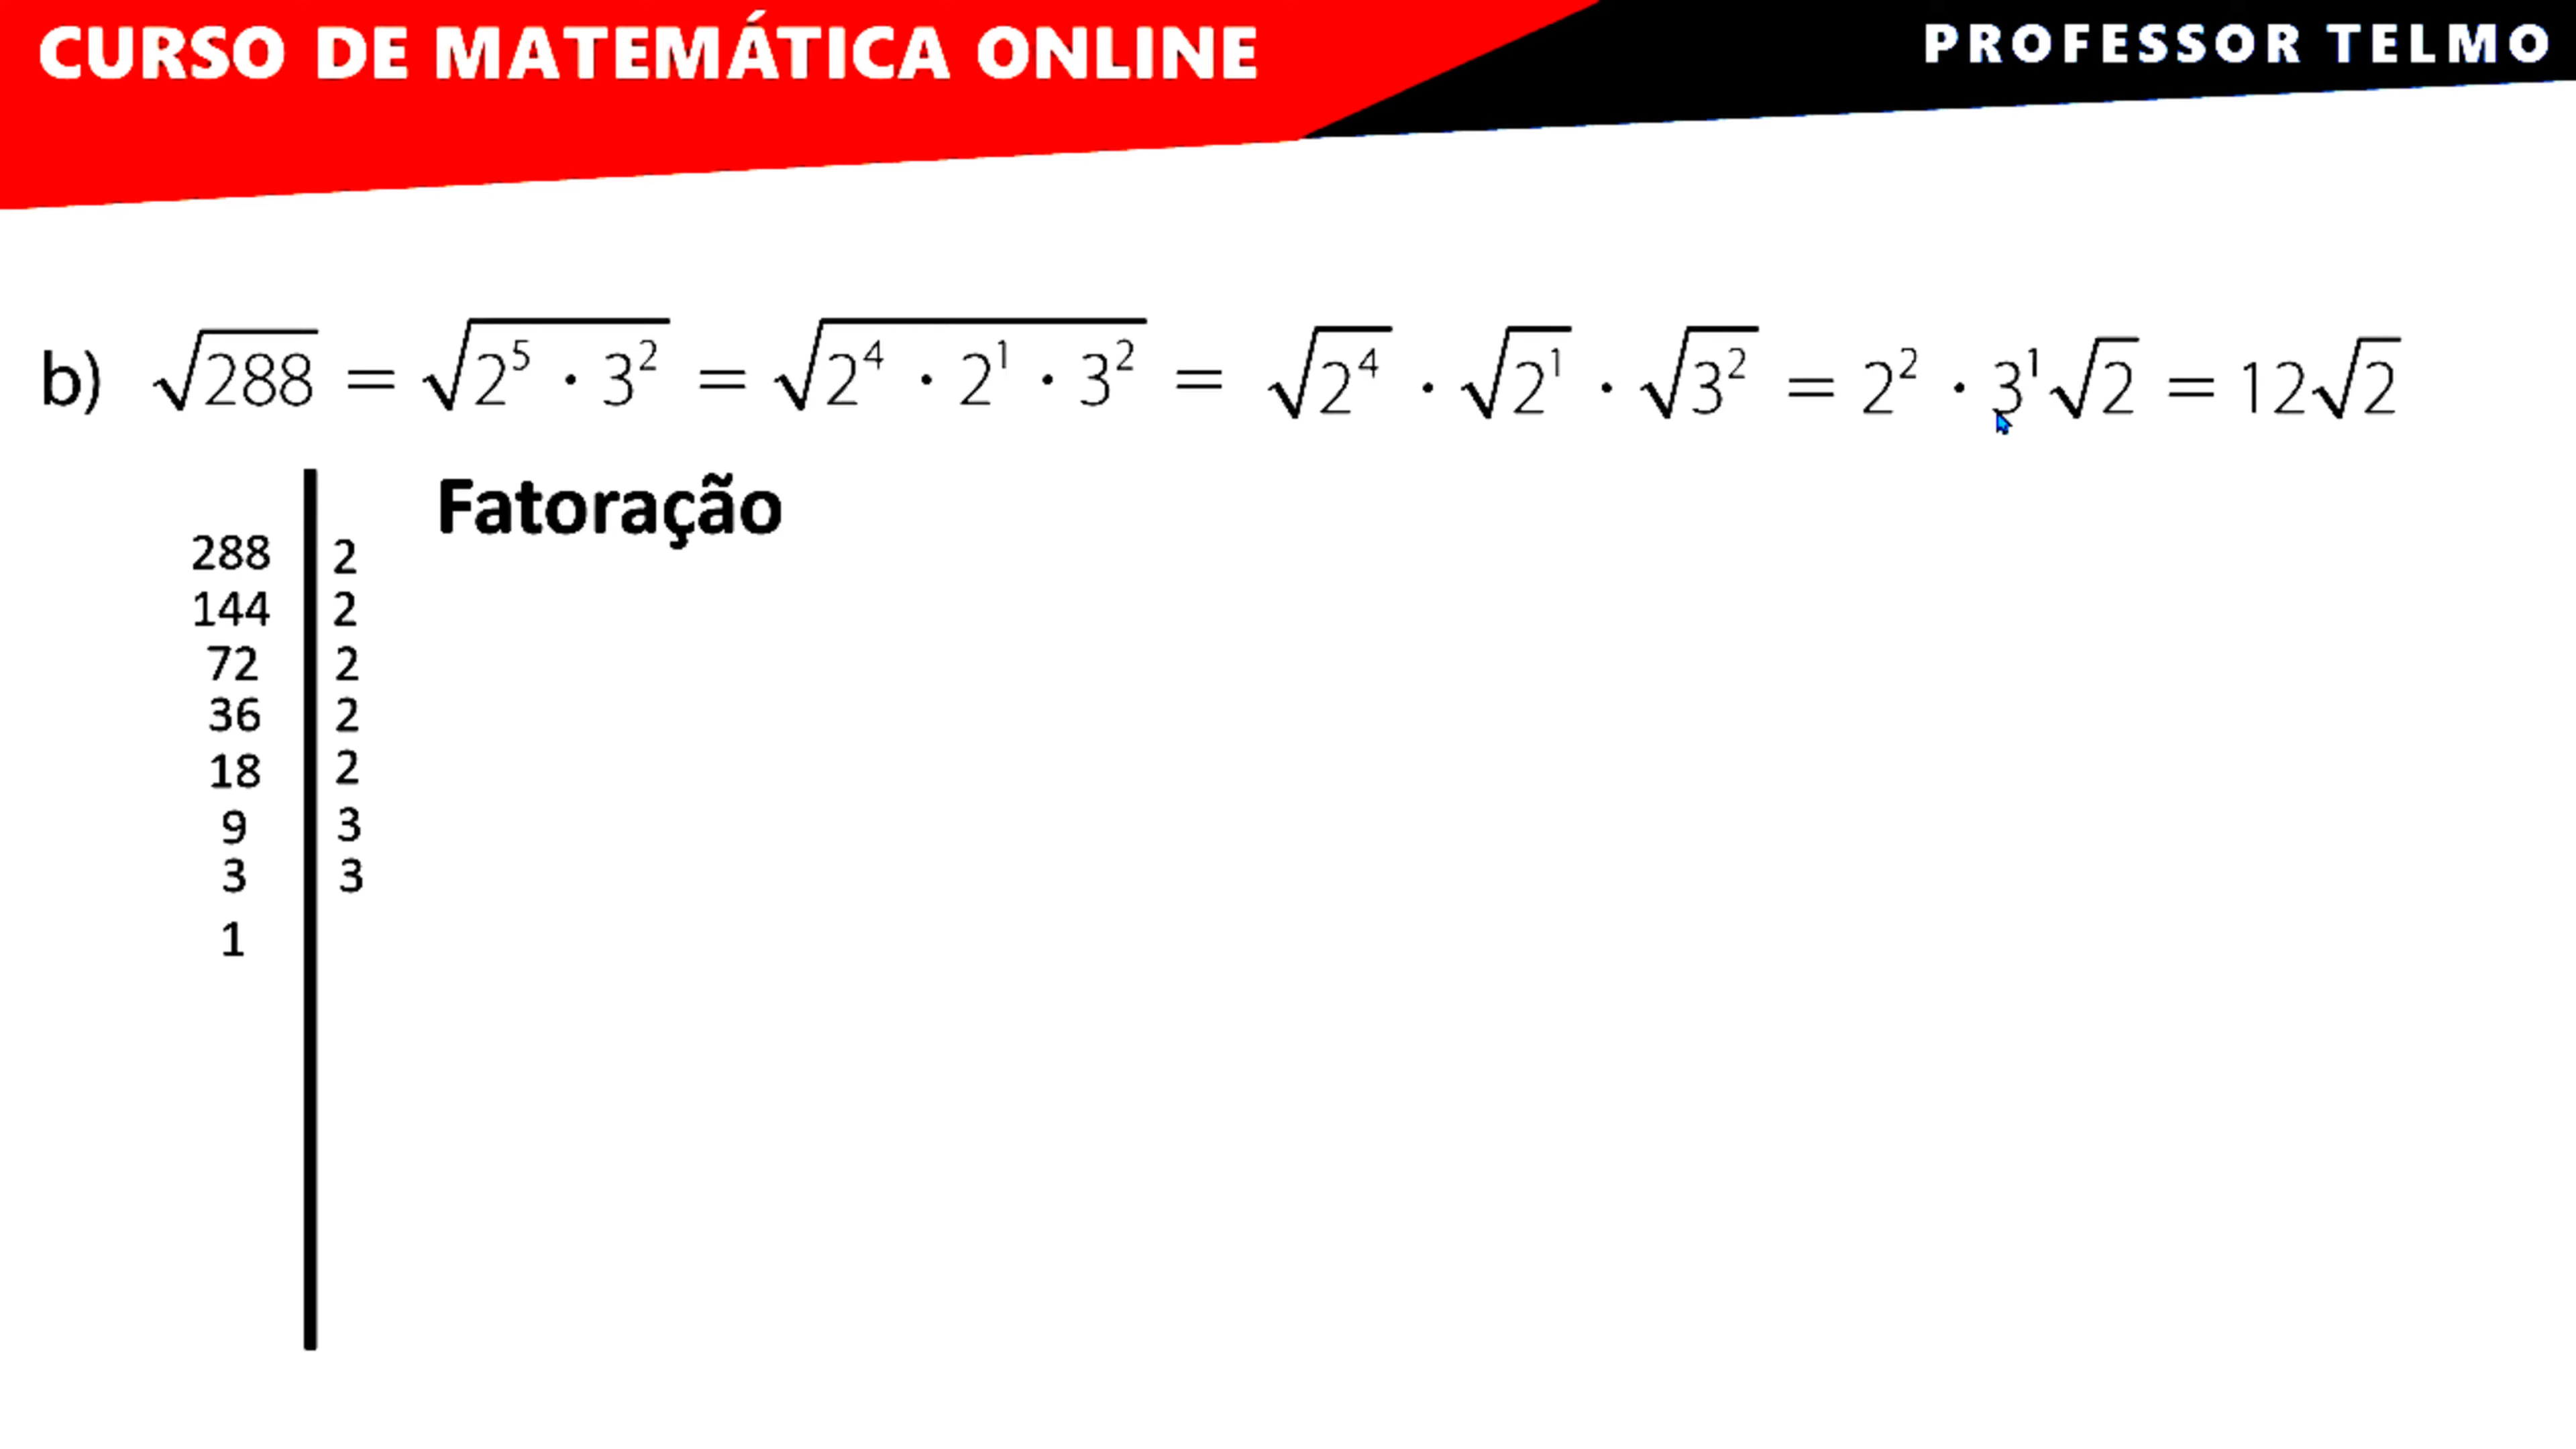 CURSO DE MATEMÁTICA ONLINE
PROFESSOR TELMO
b) √288 = √2⁵ · 3² = √2⁴ · 2¹ · 3² = √2⁴ · √2¹ · √3² = 2² · 3¹√2 = 12√2
Fatoração
288 2
144 2
72 2
36 2
18 2
9 3
3 3
1